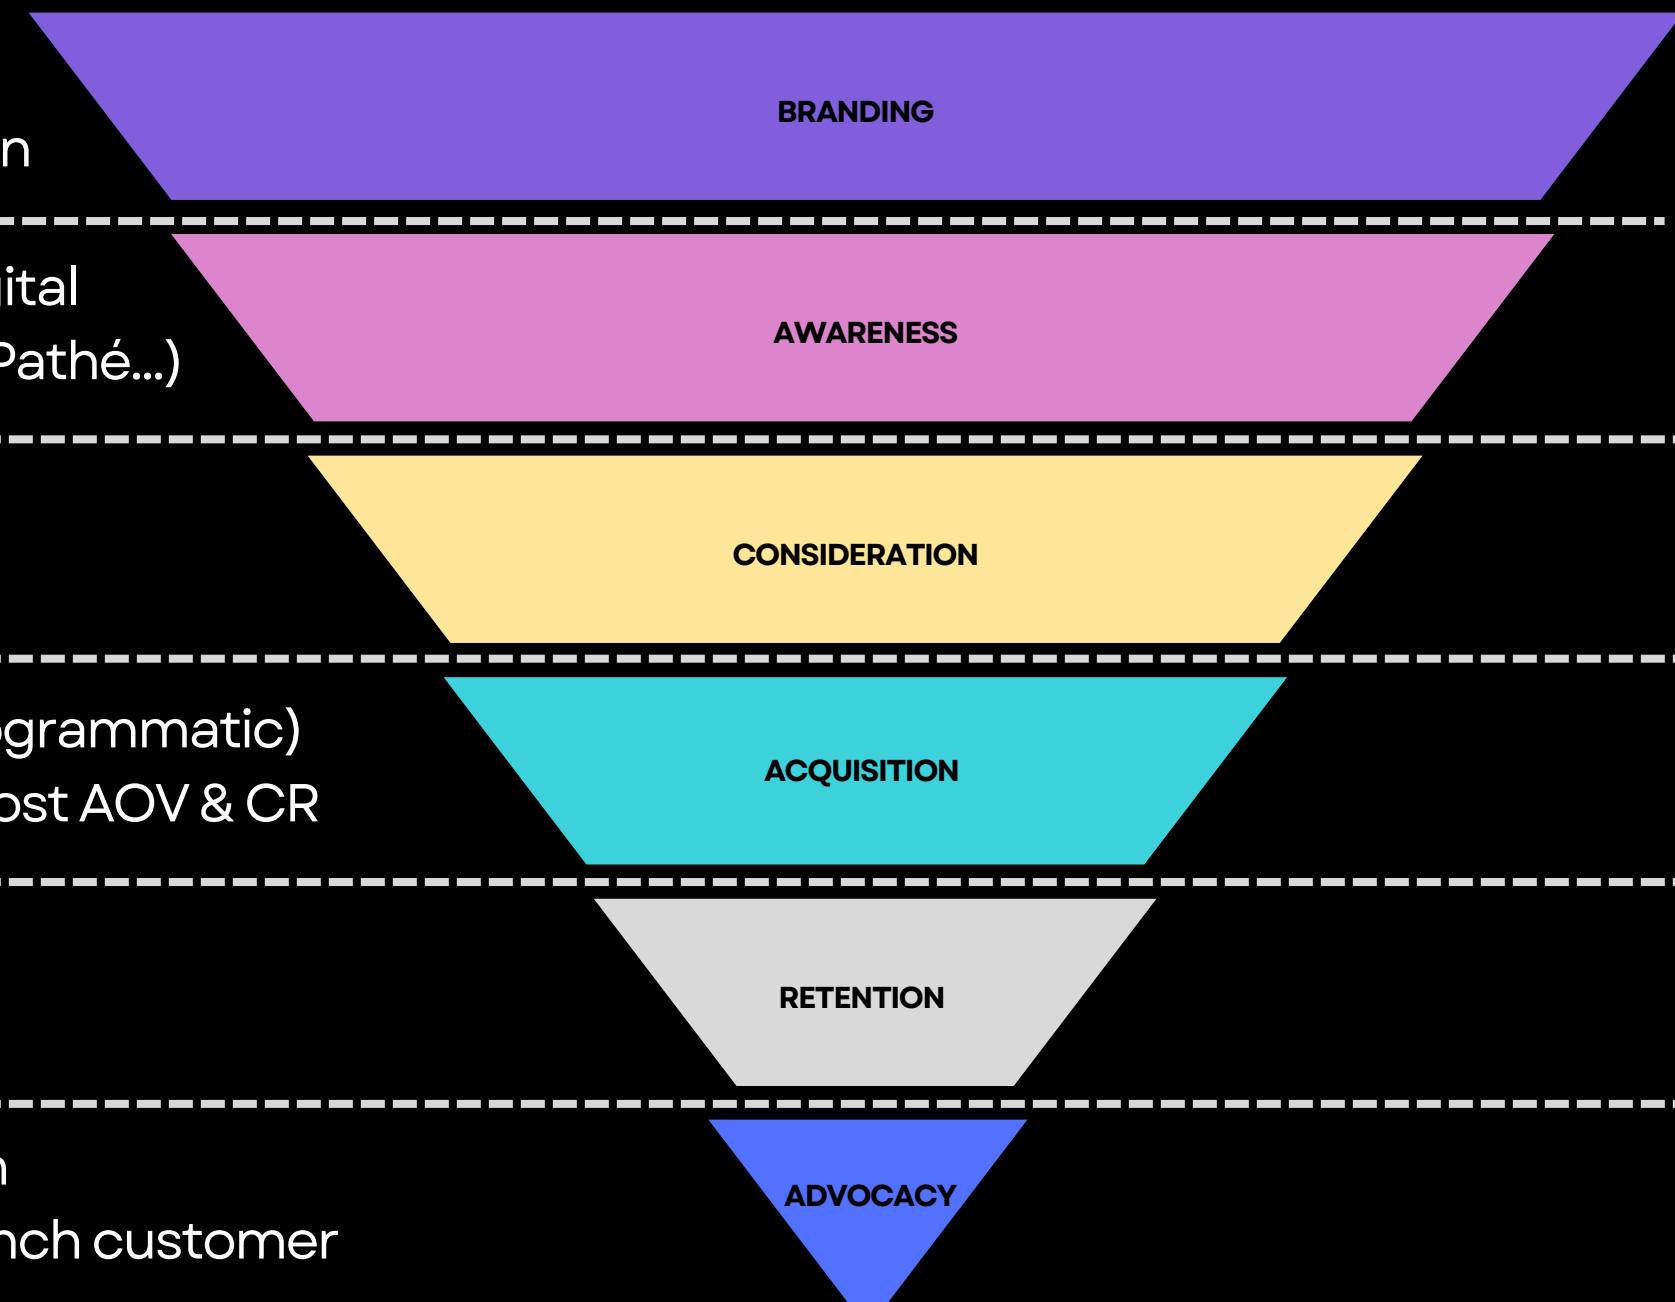 BRANDING
n
ital
AWARENESS
Pathé...)
CONSIDERATION
grammatic)
ACQUISITION
ost AOV & CR
RETENTION
ADVOCACY
nch customer